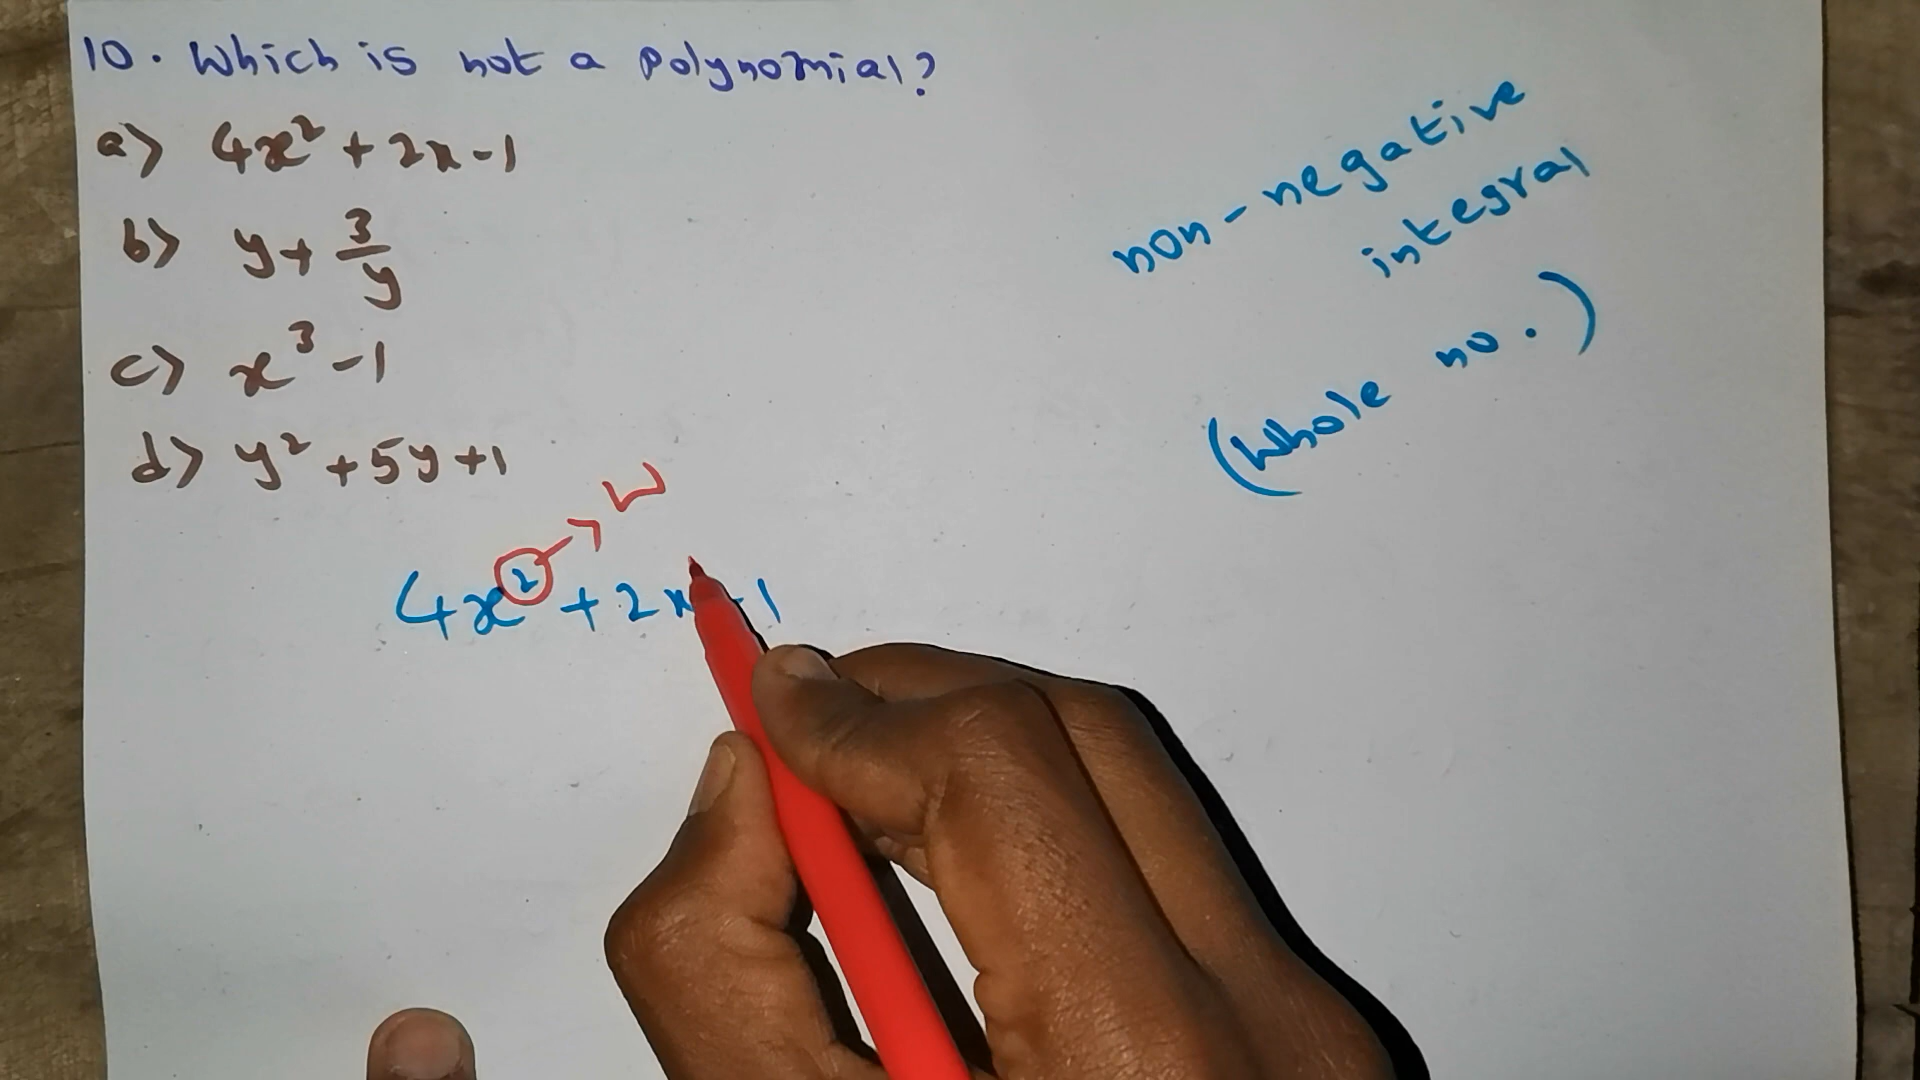 10. Which is not a polynomial?
a) 4x² + 2x - 1
b) y + 3/y
c) x³ - 1
d) y² + 5y + 1
non-negative
integral
(Whole no.)
W
4x² + 2x - 1